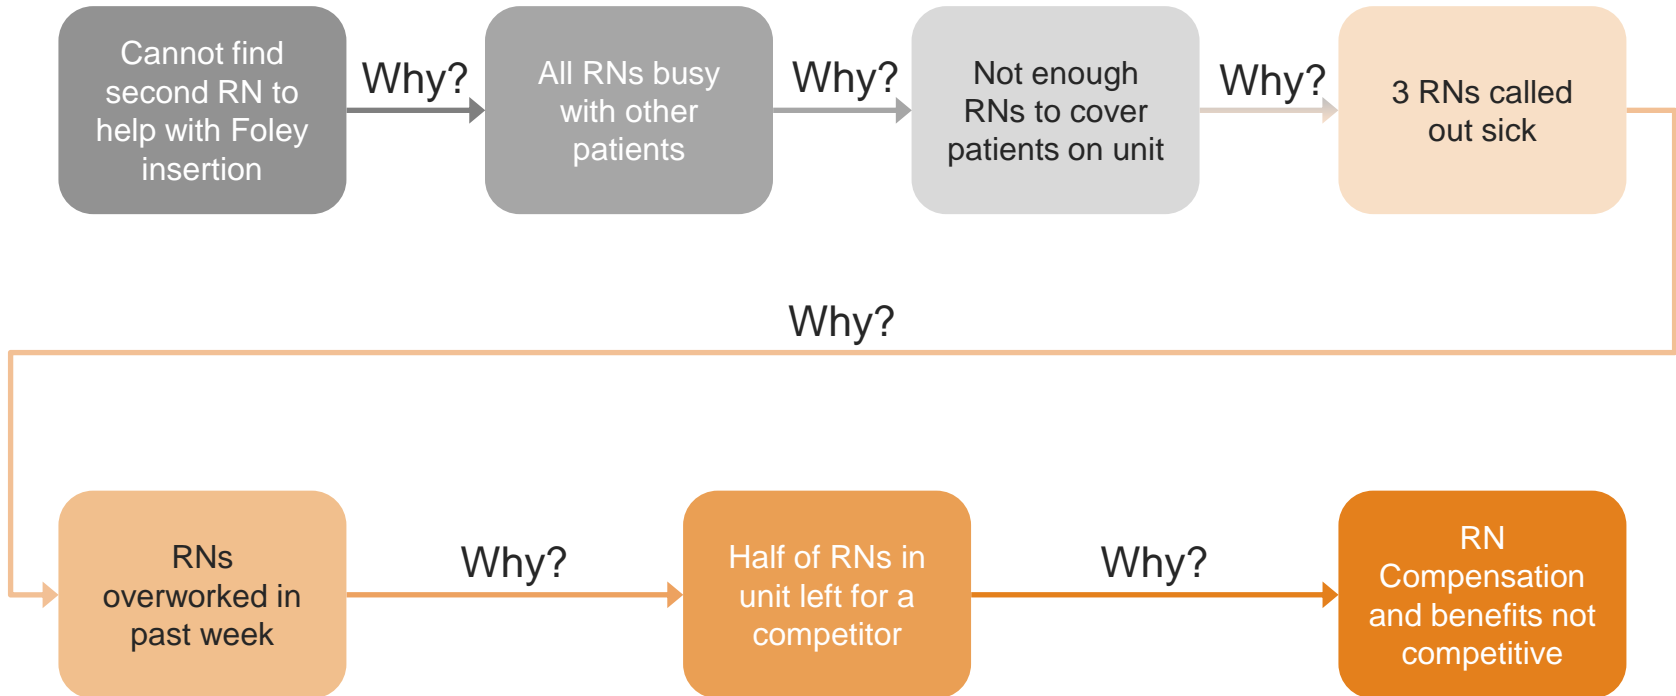 Cannot find
second RN to
help with Foley
insertion
Why?
All RNs busy
with other
patients
Why?
Not enough
RNs to cover
patients on unit
Why?
3 RNs called
out sick
Why?
RNs
overworked in
past week
Why?
Half of RNs in
unit left for a
competitor
Why?
RN
Compensation
and benefits not
competitive